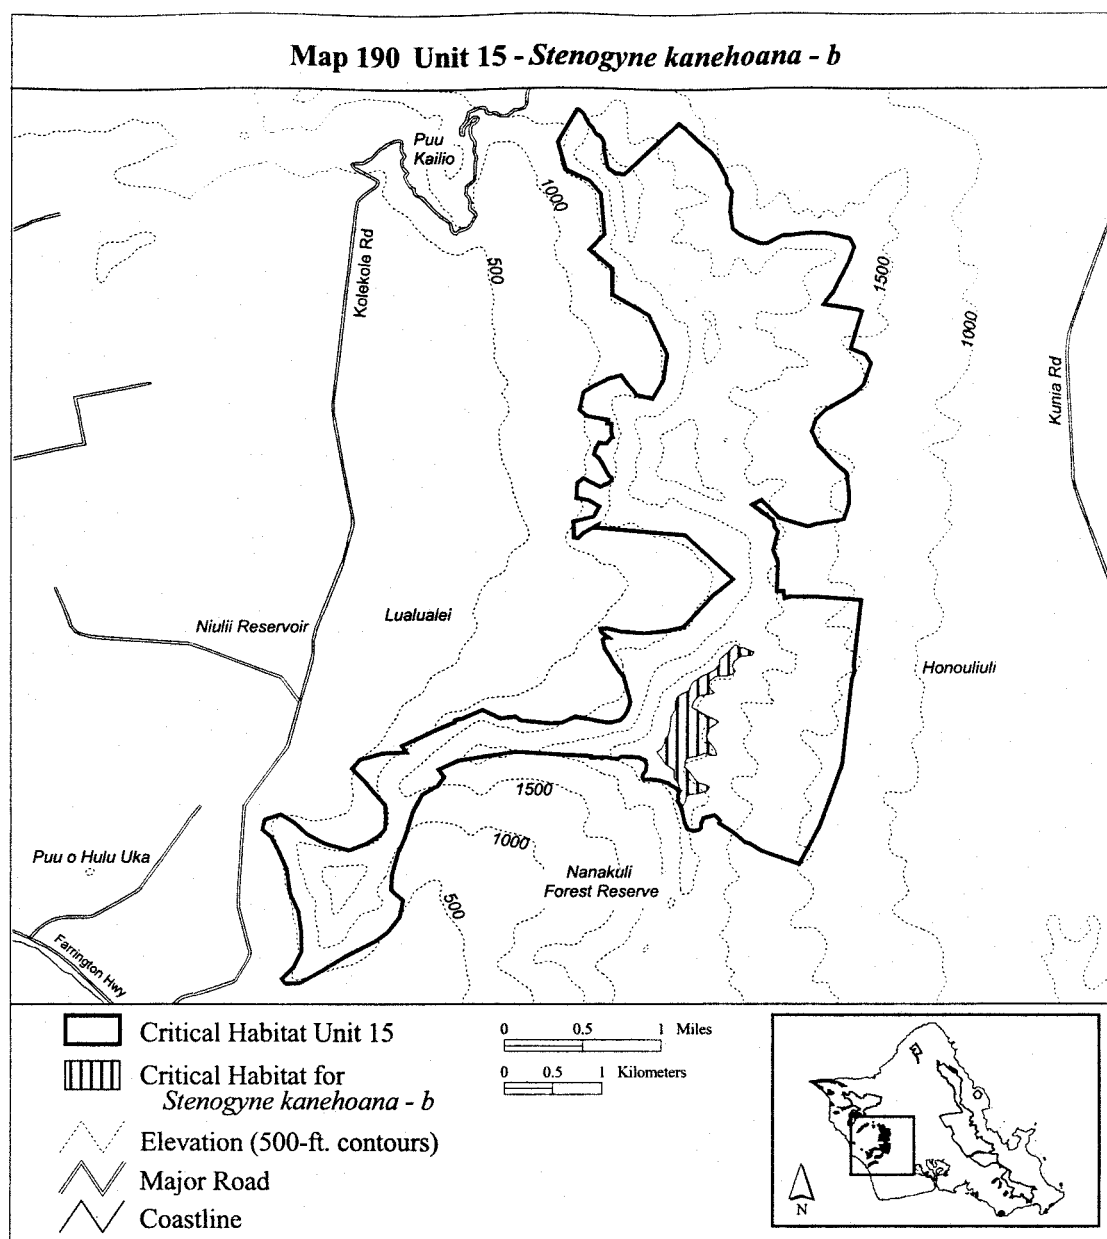 Map 190 Unit 15 - Stenogyne kanehoana - b
Puu
Kailio
1000
Kolekole Rd
500
1500
1000
Kunia Rd
Lualualei
Niulii Reservoir
Honouliuli
1500
1000
Puu o Hulu Uka
Nanakuli
Forest Reserve
500
Farrington Hwy
Critical Habitat Unit 15
Critical Habitat for
Stenogyne kanehoana - b
Elevation (500-ft. contours)
Major Road
Coastline
0 0.5 1 Miles
0 0.5 1 Kilometers
N